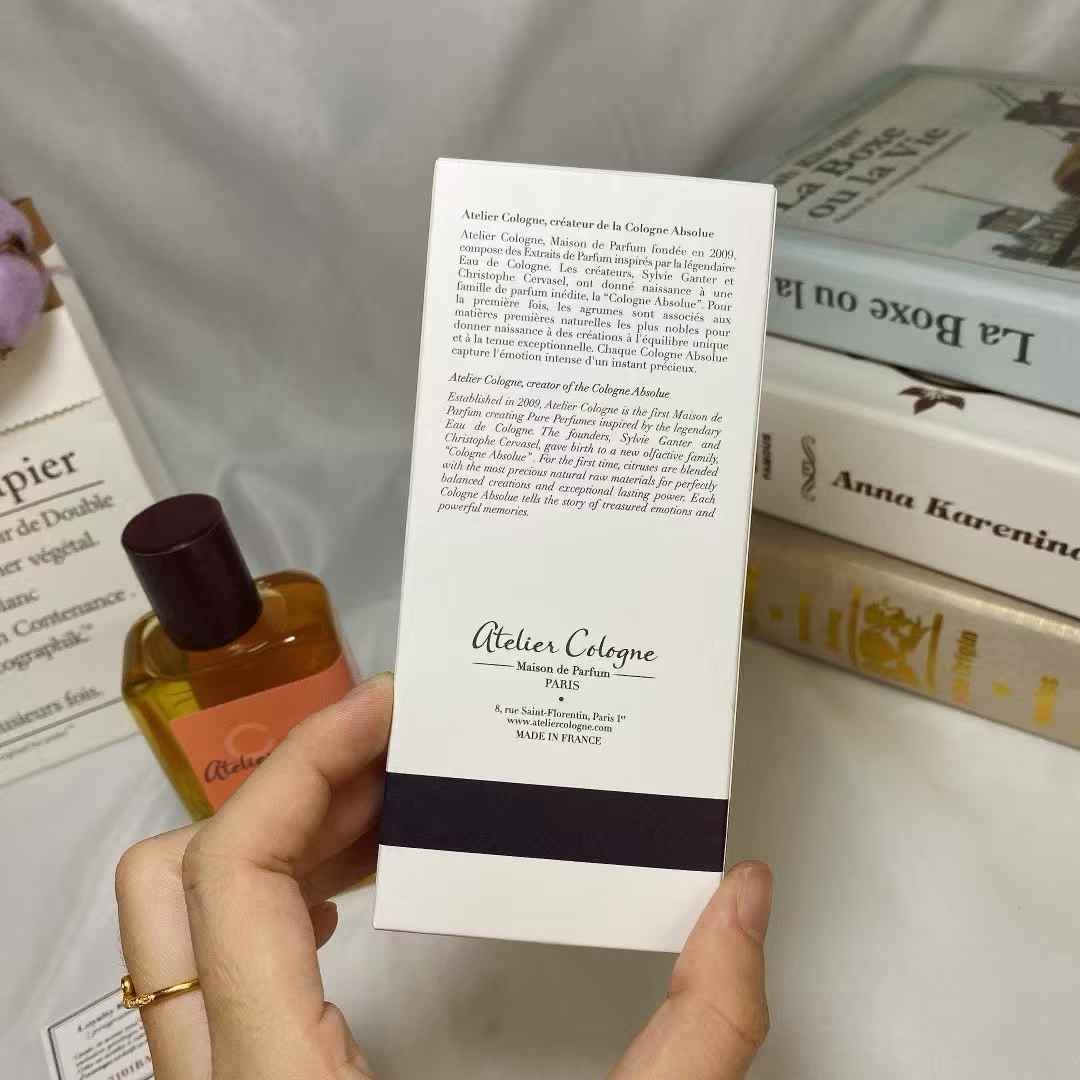 Atelier Cologne, créateur de la Cologne Absolue
Atelier Cologne, Maison de Parfum fondée en 2009,
compose des Extraits de Parfum inspirés par la légendaire
Eau de Cologne. Les créateurs, Sylvie Ganter et
Christophe Cervasel, ont donné naissance à une
famille de parfum inédite, la “Cologne Absolue”. Pour
la première fois, les agrumes sont associés aux
matières premières naturelles les plus nobles pour
donner naissance à des créations à l'équilibre unique
et à la tenue exceptionnelle. Chaque Cologne Absolue
capture l'émotion intense d'un instant précieux.
Atelier Cologne, creator of the Cologne Absolue
Established in 2009, Atelier Cologne is the first Maison de
Parfum creating Pure Perfumes inspired by the legendary
Eau de Cologne. The founders, Sylvie Ganter and
Christophe Cervasel, gave birth to a new olfactive family,
“Cologne Absolue”. For the first time, citruses are blended
with the most precious natural raw materials for perfectly
balanced creations and exceptional lasting power. Each
Cologne Absolue tells the story of treasured emotions and
powerful memories.
Atelier Cologne
Maison de Parfum
PARIS
8, rue Saint-Florentin, Paris 1er
www.ateliercologne.com
MADE IN FRANCE
La Boxe
ou la Vie
La Boxe ou la
Anna Karenina
apier
ur de Double
er végétal.
lanc
n Contenance.
ographik
lusieurs fois.
Atelie